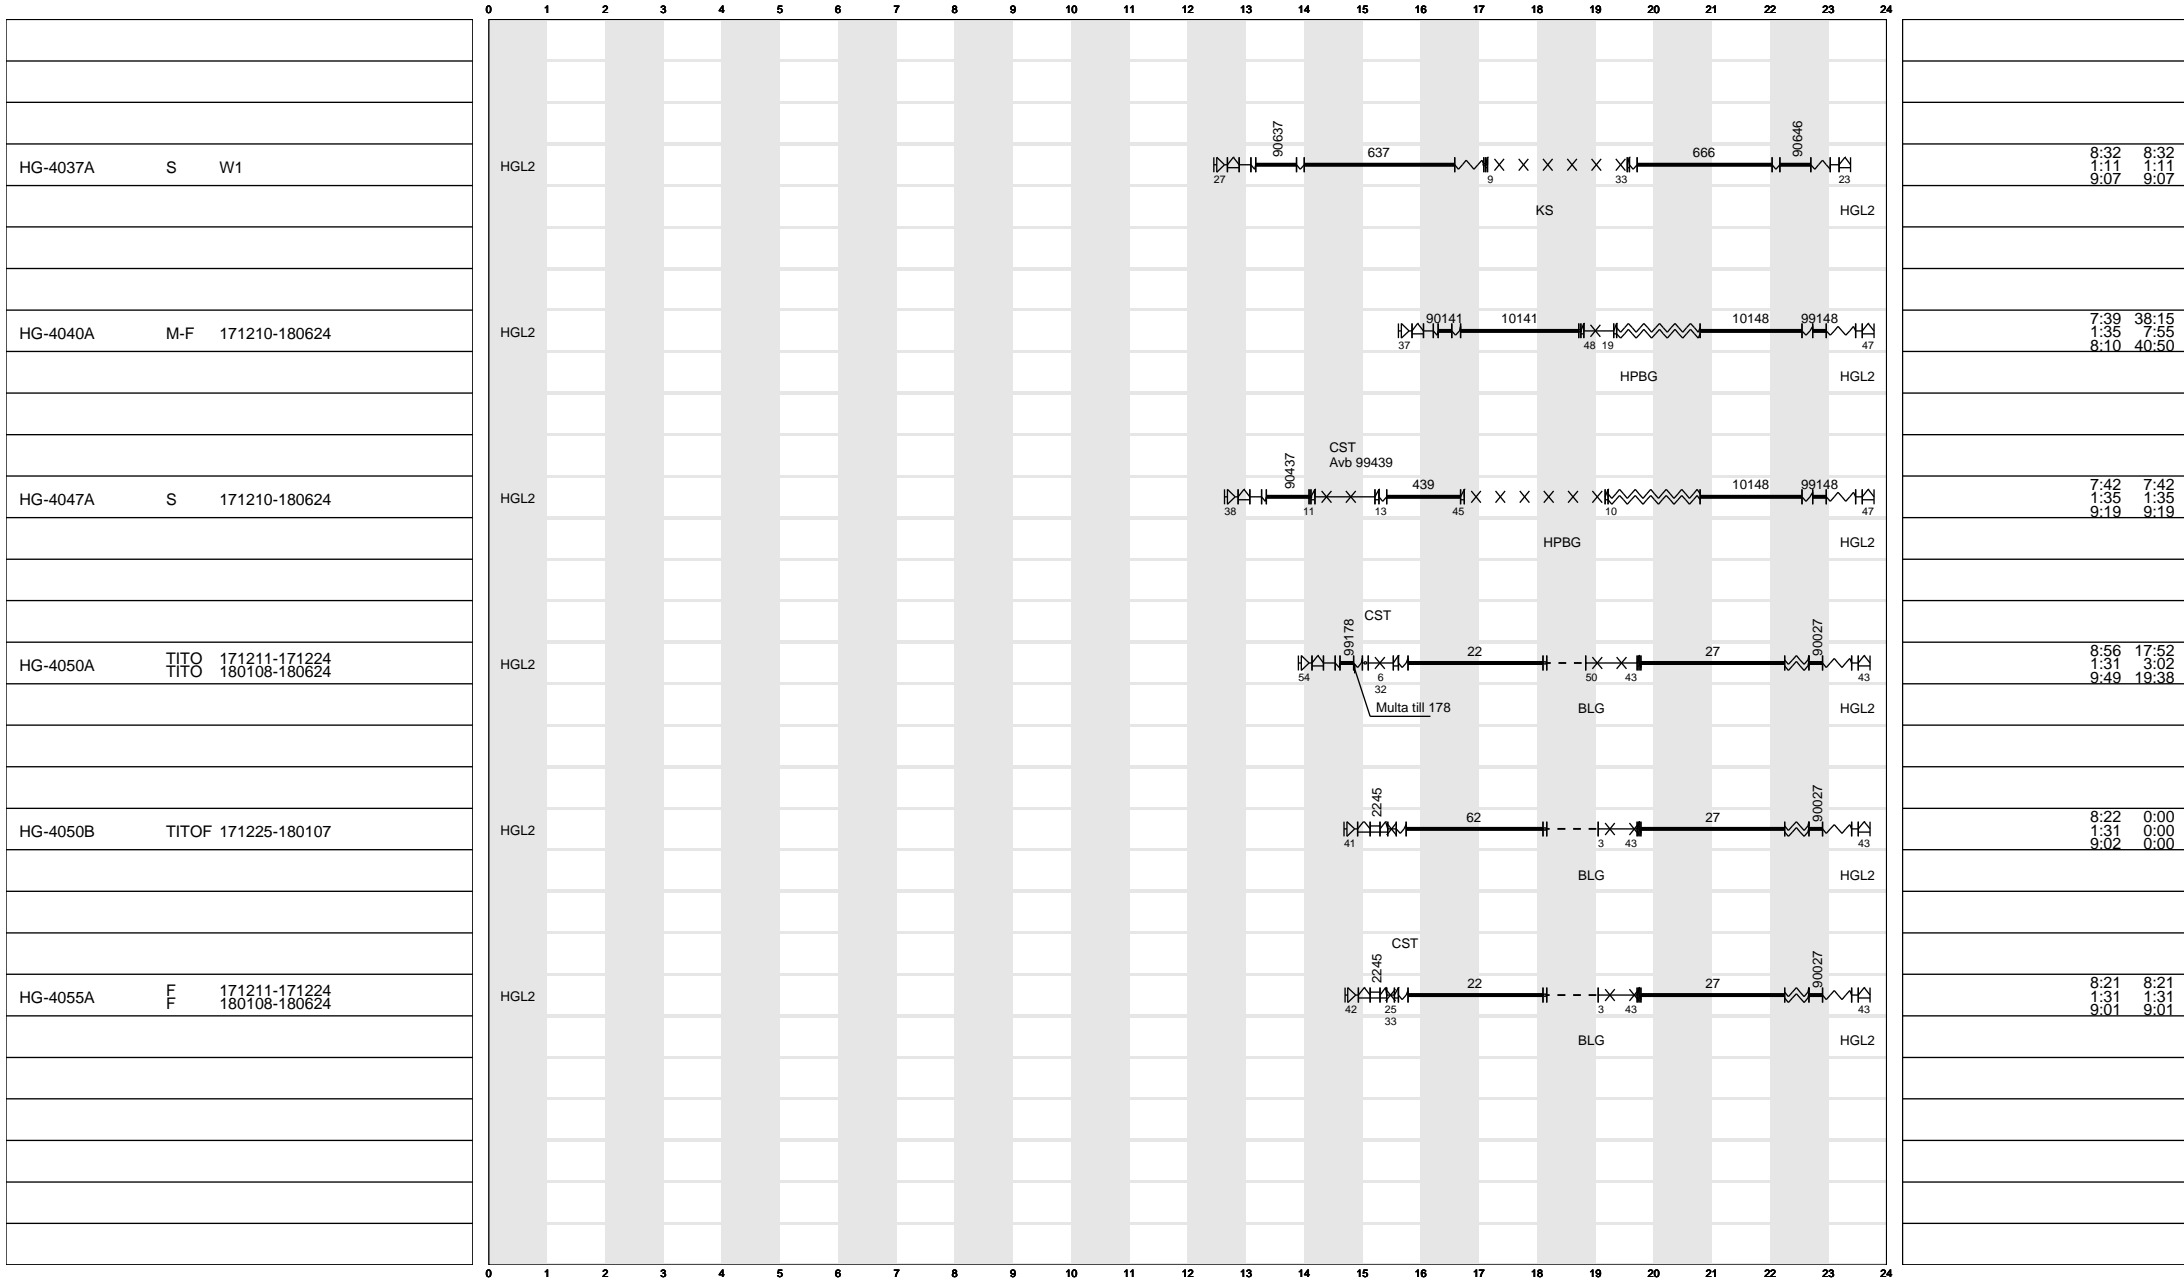 0 1 2 3 4 5 6 7 8 9 10 11 12 13 14 15 16 17 18 19 20 21 22 23 24
90637 90646
637 666
HG-4037A S W1 HGL2 8:32 8:32
1:11 1:11
27 9 33 23 9:07 9:07
KS HGL2
90141 10141 10148 99148
HG-4040A M-F 171210-180624 HGL2 7:39 38:15
1:35 7:55
37 48 19 47 8:10 40:50
HPBG HGL2
CST
Avb 99439
90437 439 10148 99148
HG-4047A S 171210-180624 HGL2 7:42 7:42
1:35 1:35
38 11 13 45 10 47 9:19 9:19
HPBG HGL2
CST
99178 22 27 90027
TITO 171211-171224 8:56 17:52
HG-4050A HGL2
TITO 180108-180624 1:31 3:02
54 6 50 43 43 9:49 19:38
32
Multa till 178 BLG HGL2
2245 62 27 90027
HG-4050B TITOF 171225-180107 HGL2 8:22 0:00
1:31 0:00
41 3 43 43 9:02 0:00
BLG HGL2
CST
2245 22 27 90027
F 171211-171224 8:21 8:21
HG-4055A HGL2
F 180108-180624 1:31 1:31
42 25 3 43 43 9:01 9:01
33
BLG HGL2
0 1 2 3 4 5 6 7 8 9 10 11 12 13 14 15 16 17 18 19 20 21 22 23 24